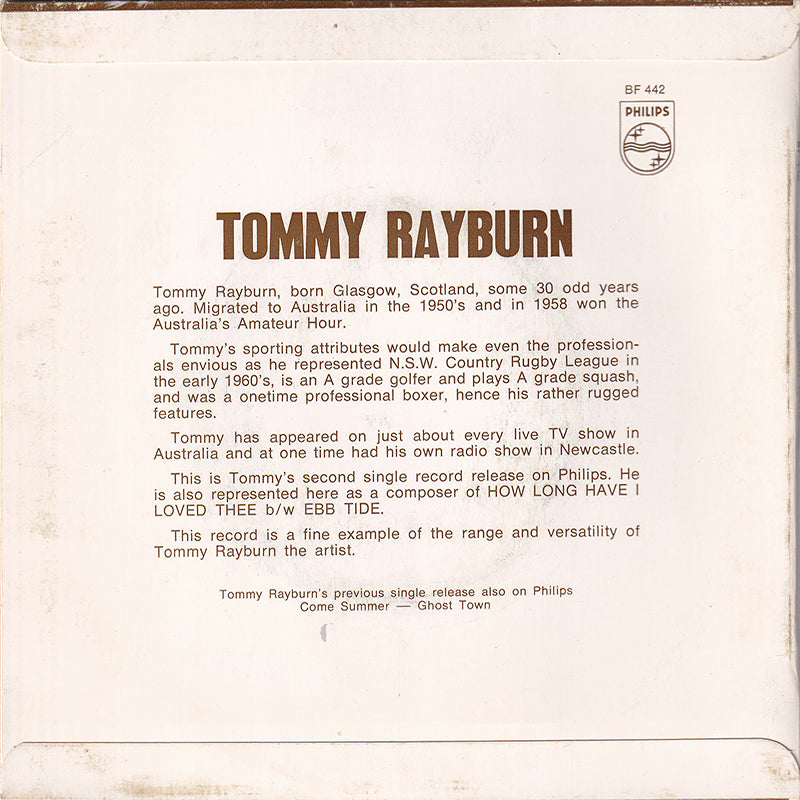 BF 442
PHILIPS
TOMMY RAYBURN
Tommy Rayburn, born Glasgow, Scotland, some 30 odd years
ago. Migrated to Australia in the 1950's and in 1958 won the
Australia's Amateur Hour.
Tommy's sporting attributes would make even the profession-
als envious as he represented N.S.W. Country Rugby League in
the early 1960's, is an A grade golfer and plays A grade squash,
and was a onetime professional boxer, hence his rather rugged
features.
Tommy has appeared on just about every live TV show in
Australia and at one time had his own radio show in Newcastle.
This is Tommy's second single record release on Philips. He
is also represented here as a composer of HOW LONG HAVE I
LOVED THEE b/w EBB TIDE.
This record is a fine example of the range and versatility of
Tommy Rayburn the artist.
Tommy Rayburn's previous single release also on Philips
Come Summer — Ghost Town